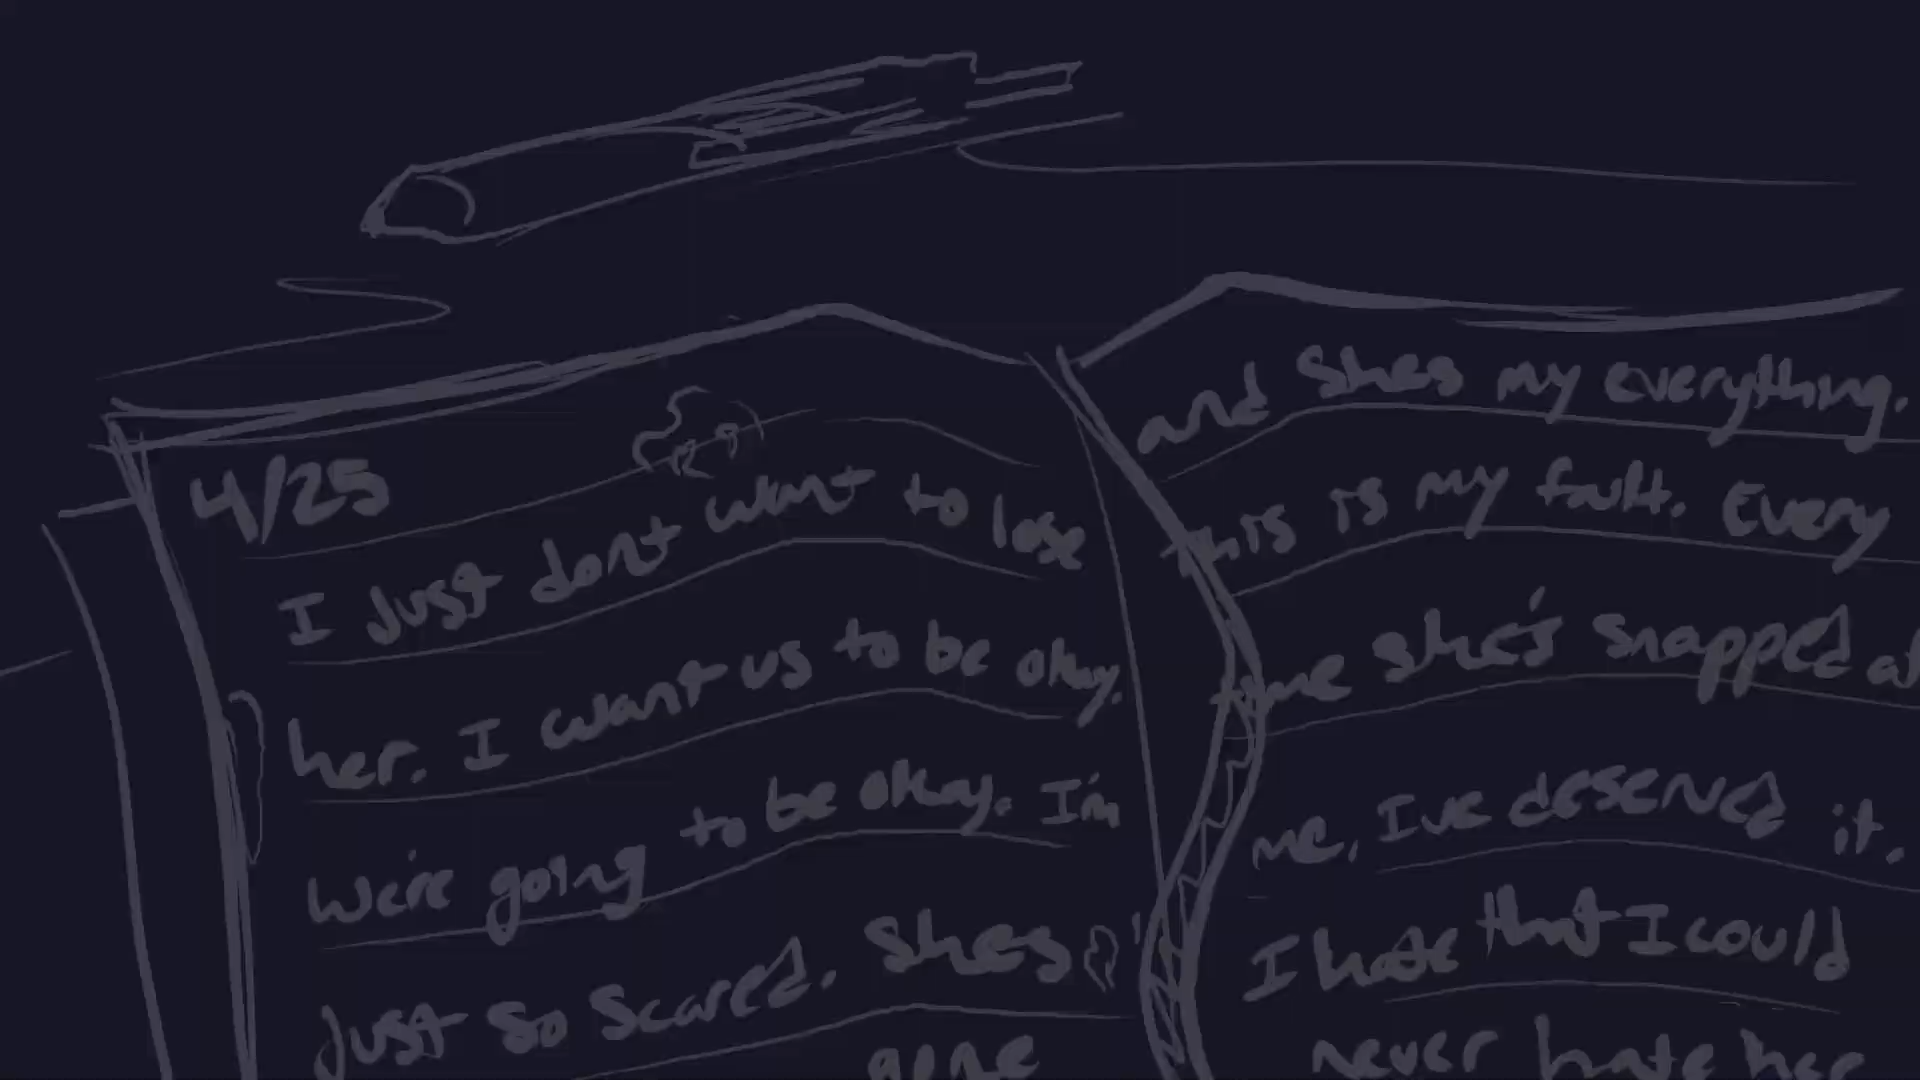 4/25
I just dont want to lose
her. I want us to be okay.
We're going to be okay. I'm
just so scared. Shes
gone
and Shes my everything.
this is my fault. Every
time she's snapped at
me, I've deserved it.
I hate that I could
never hate her